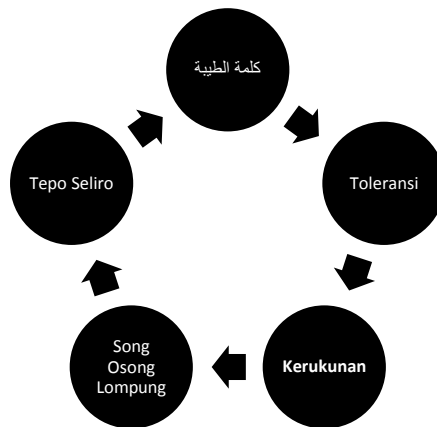 كلمة الطيبة
Toleransi
Kerukunan
Song
Osong
Lompung
Tepo Seliro